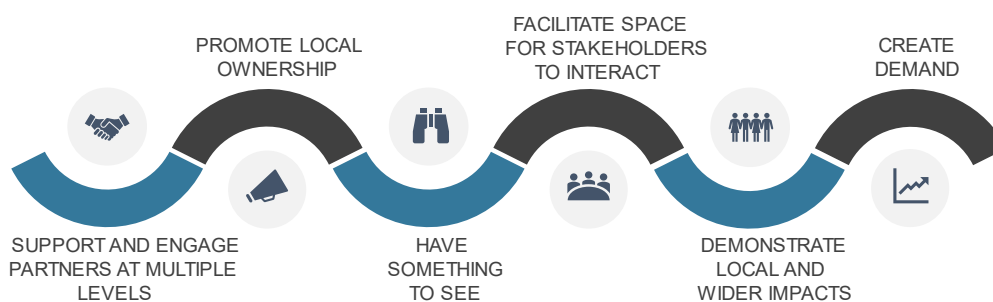 SUPPORT AND ENGAGE
PARTNERS AT MULTIPLE
LEVELS
PROMOTE LOCAL
OWNERSHIP
HAVE
SOMETHING
TO SEE
FACILITATE SPACE
FOR STAKEHOLDERS
TO INTERACT
DEMONSTRATE
LOCAL AND
WIDER IMPACTS
CREATE
DEMAND